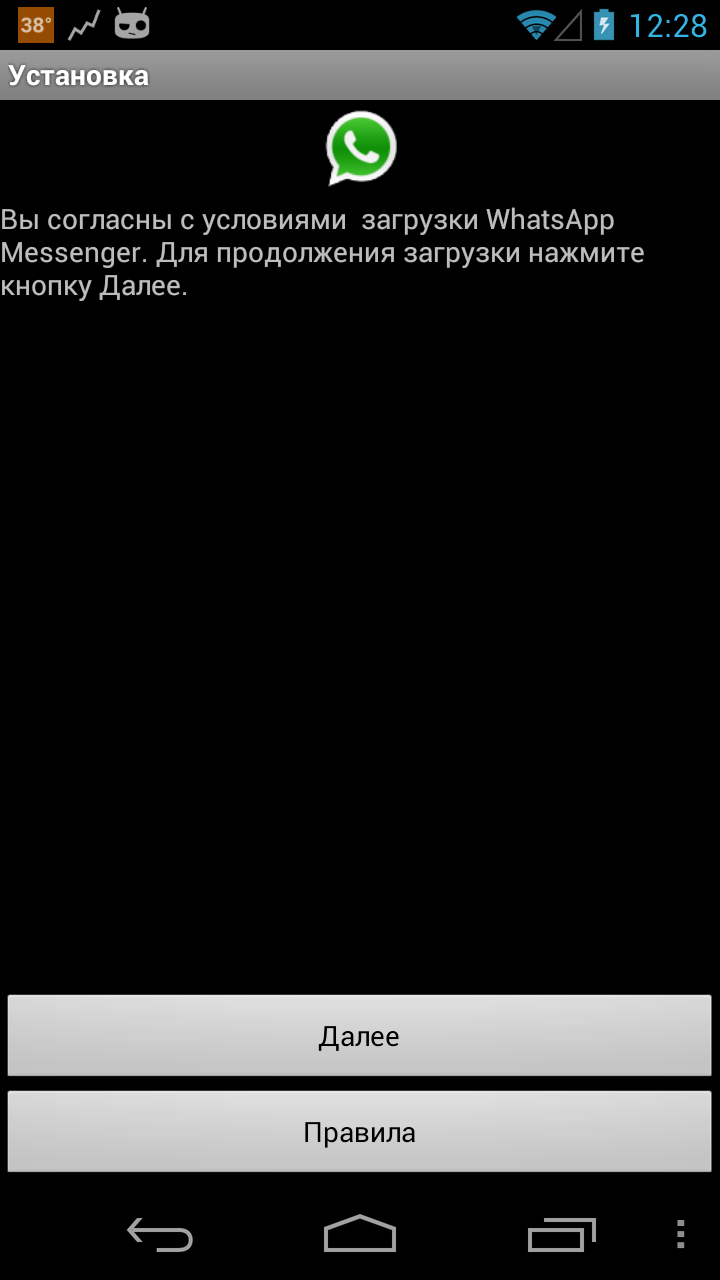 38°
12:28
Установка
Вы согласны с условиями  загрузки WhatsApp
Messenger. Для продолжения загрузки нажмите
кнопку Далее.
Далее
Правила